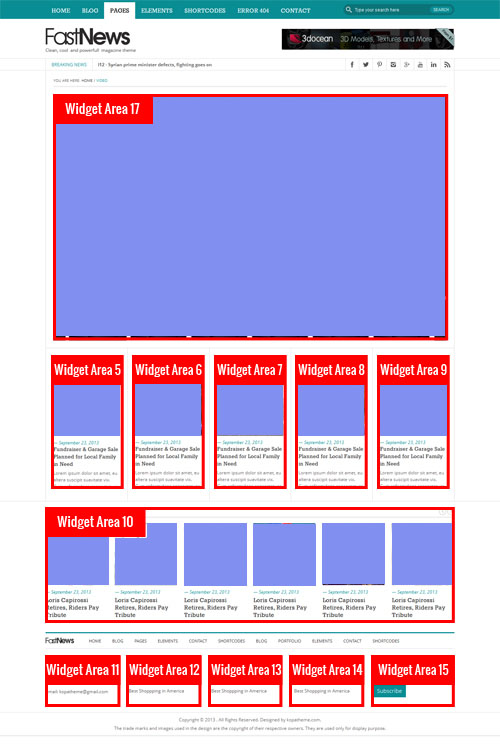 HOME BLOG PAGES ELEMENTS SHORTCODES ERROR 404 CONTACT Type your search here SEARCH
FastNews
Clean, cool and powerfull magazine theme
3docean 3D Models, Textures and More
BREAKING NEWS 112 - Syrian prime minister defects, fighting goes on
YOU ARE HERE: HOME / VIDEO
Widget Area 17
Widget Area 5
— September 23, 2013
Fundraiser & Garage Sale
Planned for Local Family
in Need
Lorem ipsum dolor sit amet, eu
altera suscipit suavitate vix.
Widget Area 6
— September 23, 2013
Fundraiser & Garage Sale
Planned for Local Family
in Need
Lorem ipsum dolor sit amet, eu
altera suscipit suavitate vix.
Widget Area 7
— September 23, 2013
Fundraiser & Garage Sale
Planned for Local Family
in Need
Lorem ipsum dolor sit amet, eu
altera suscipit suavitate vix.
Widget Area 8
— September 23, 2013
Fundraiser & Garage Sale
Planned for Local Family
in Need
Lorem ipsum dolor sit amet, eu
altera suscipit suavitate vix.
Widget Area 9
— September 23, 2013
Fundraiser & Garage Sale
Planned for Local Family
in Need
Lorem ipsum dolor sit amet, eu
altera suscipit suavitate vix.
Widget Area 10
— September 23, 2013
Loris Capirossi
Retires, Riders Pay
Tribute
— September 23, 2013
Loris Capirossi
Retires, Riders Pay
Tribute
— September 23, 2013
Loris Capirossi
Retires, Riders Pay
Tribute
— September 23, 2013
Loris Capirossi
Retires, Riders Pay
Tribute
— September 23, 2013
Loris Capirossi
Retires, Riders Pay
Tribute
— September 23, 2013
Loris Capirossi
Retires, Riders Pay
Tribute
FastNews HOME BLOG PAGES ELEMENTS CONTACT SHORTCODES BLOG PORTFOLIO ELEMENTS CONTACT SHORTCODES
Widget Area 11
email: kopatheme@gmail.com
Widget Area 12
Best Shoppping in America
Widget Area 13
Best Shoppping in America
Widget Area 14
Best Shoppping in America
Widget Area 15
Subscribe
Copyright © 2013 . All Rights Reserved. Designed by kopatheme.com.
The trade marks and images used in the design are the copyright of their respective owners. They are used only for display purpose.